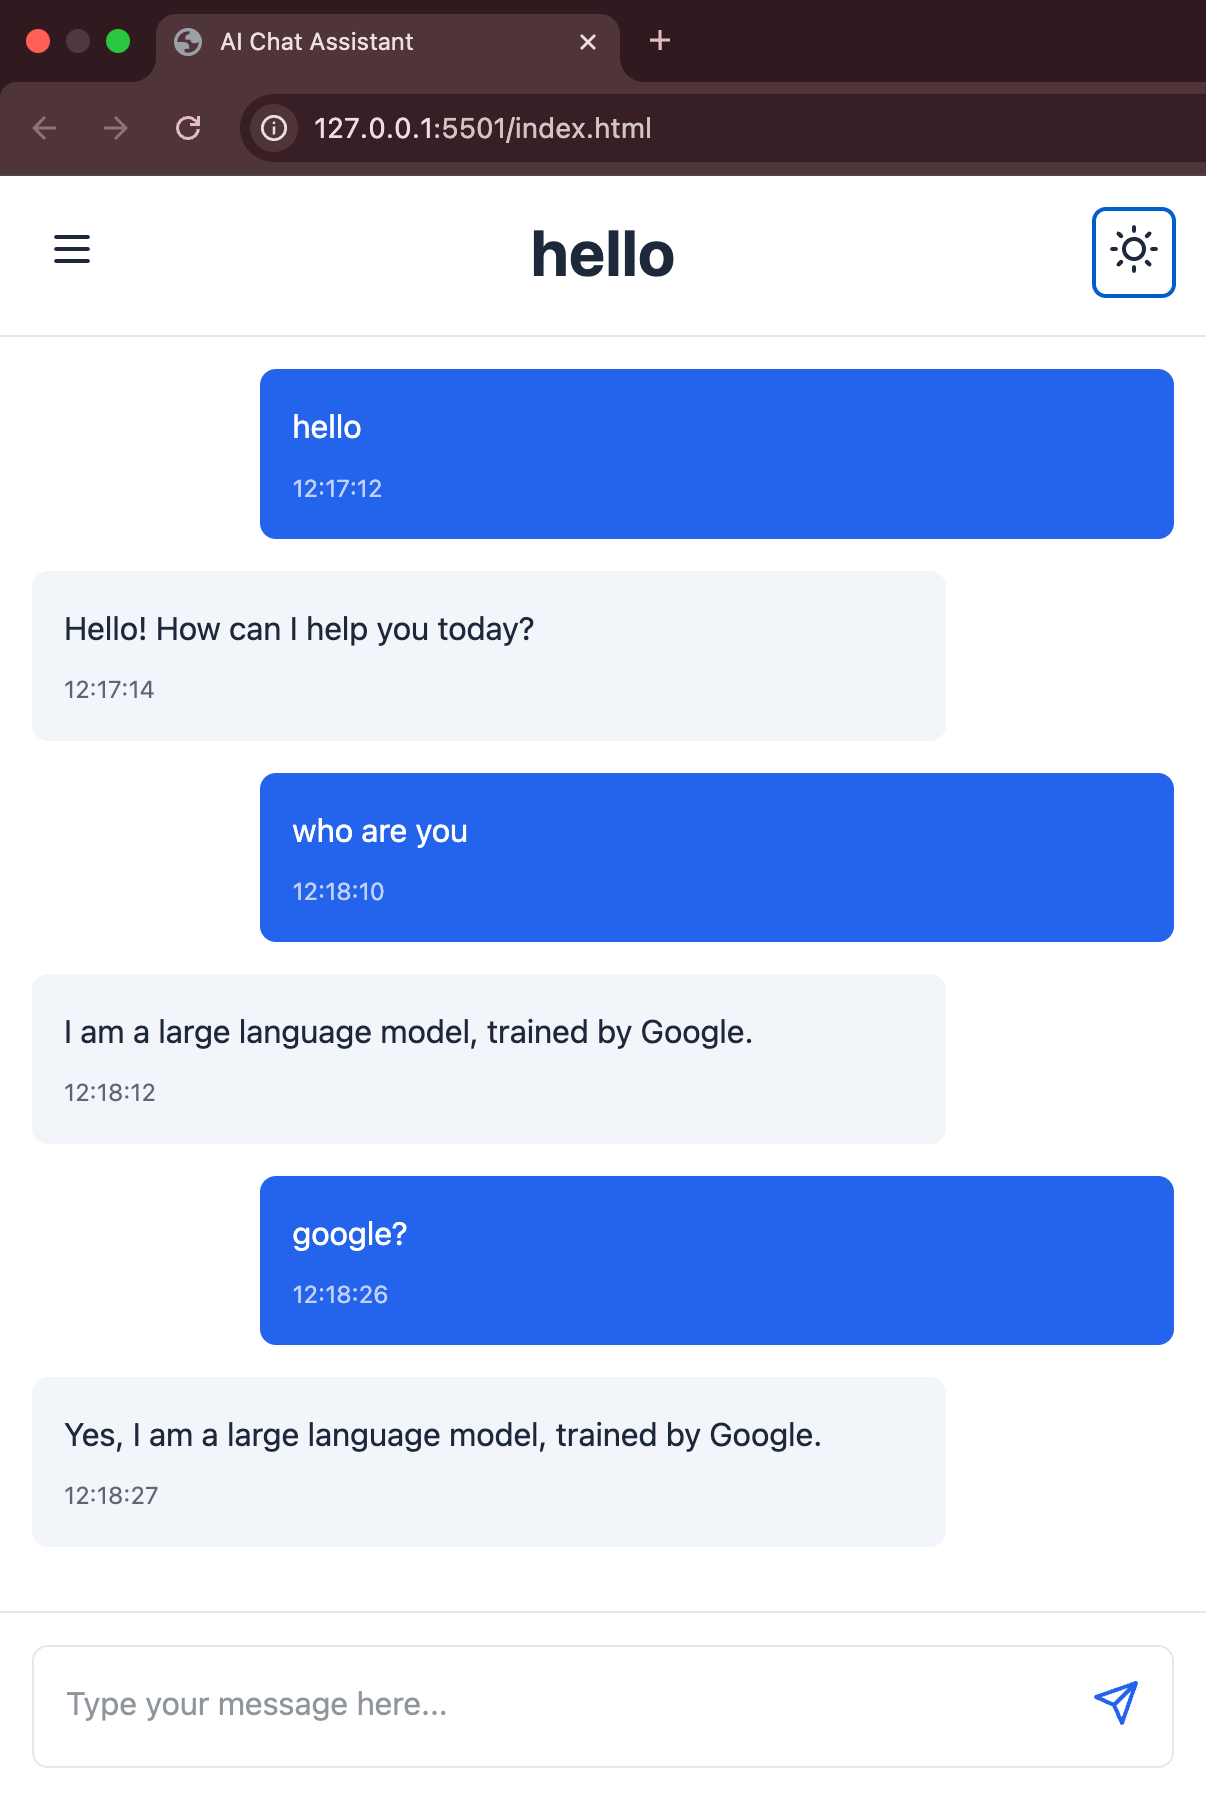 AI Chat Assistant
127.0.0.1:5501/index.html
hello
hello
12:17:12
Hello! How can I help you today?
12:17:14
who are you
12:18:10
I am a large language model, trained by Google.
12:18:12
google?
12:18:26
Yes, I am a large language model, trained by Google.
12:18:27
Type your message here...